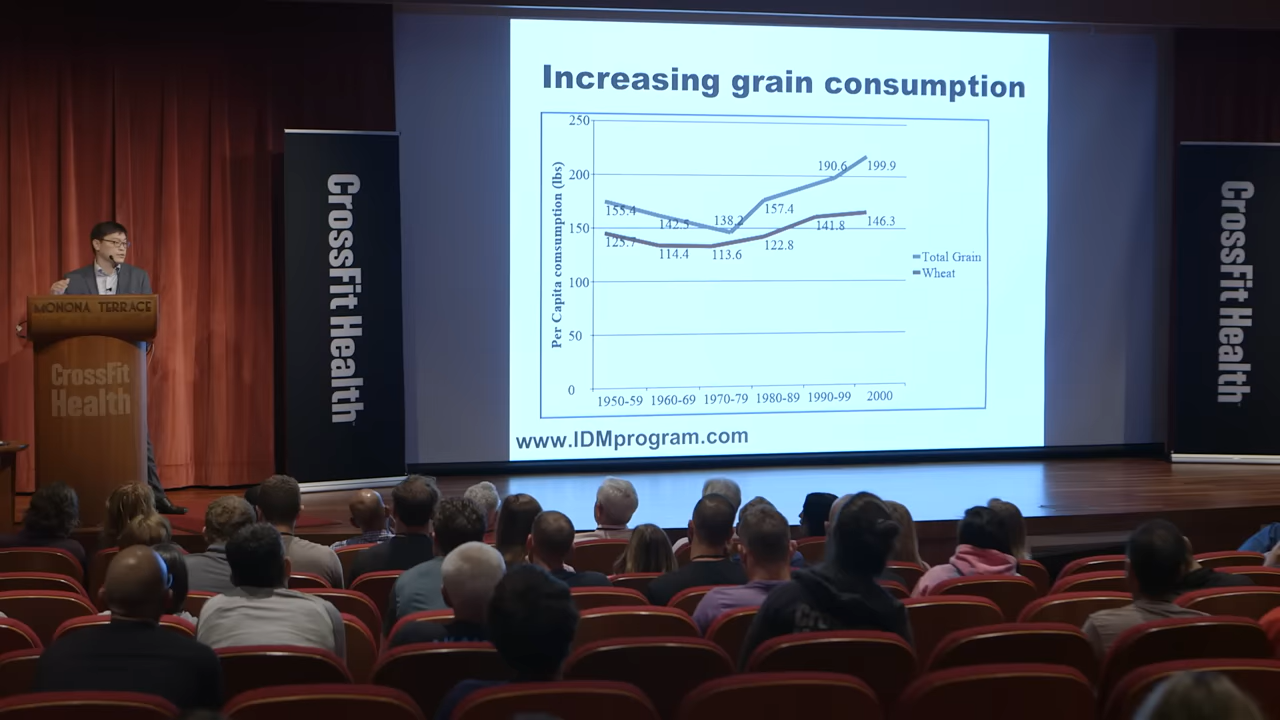 Increasing grain consumption
250
200
150
100
50
0
Per Capita comsumption (lbs)
155.4
142.5
138.2
157.4
190.6
199.9
125.7
114.4
113.6
122.8
141.8
146.3
Total Grain
Wheat
1950-59 1960-69 1970-79 1980-89 1990-99 2000
www.IDMprogram.com
CrossFit Health
CrossFit Health
MONONA TERRACE
CrossFit
Health